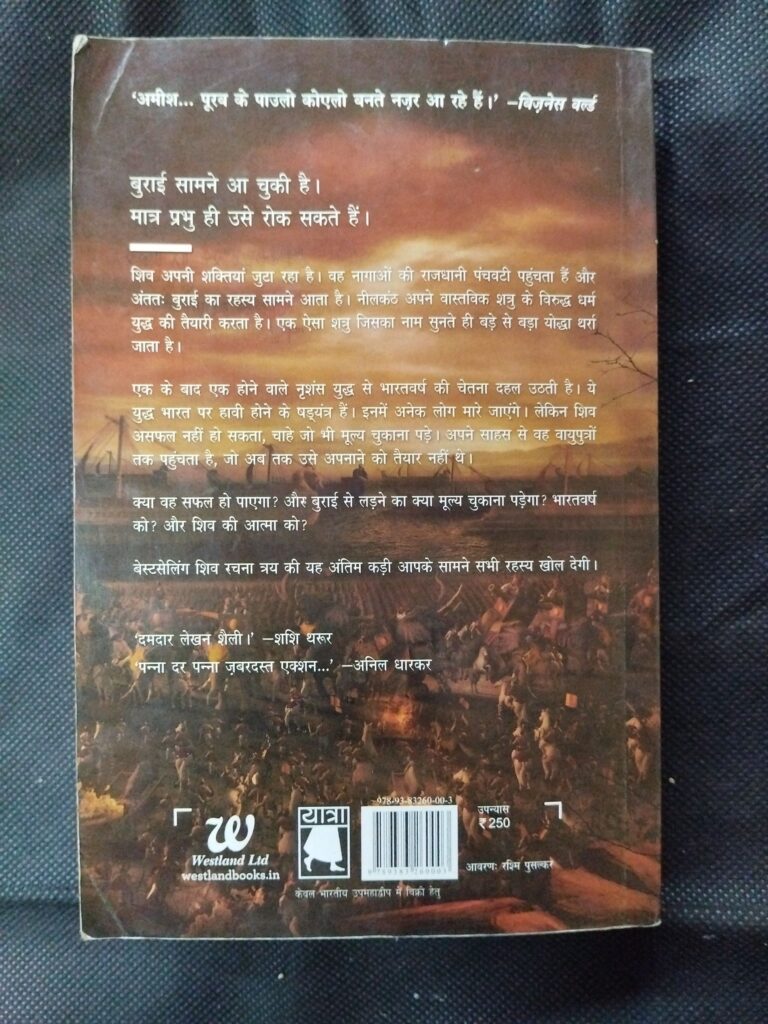 ‘अमीश... पूरब के पाउलो कोएलो बनते नज़र आ रहे हैं।’ –बिज़नेस वर्ल्ड
बुराई सामने आ चुकी है।
मात्र प्रभु ही उसे रोक सकते हैं।
शिव अपनी शक्तियां जुटा रहा है। वह नागाओं की राजधानी पंचवटी पहुंचता हैं और
अंततः बुराई का रहस्य सामने आता है। नीलकंठ अपने वास्तविक शत्रु के विरुद्ध धर्म
युद्ध की तैयारी करता है। एक ऐसा शत्रु जिसका नाम सुनते ही बड़े से बड़ा योद्धा थर्रा
जाता है।
एक के बाद एक होने वाले नृशंस युद्ध से भारतवर्ष की चेतना दहल उठती है। ये
युद्ध भारत पर हावी होने के षड्यंत्र हैं। इनमें अनेक लोग मारे जाएंगे। लेकिन शिव
असफल नहीं हो सकता, चाहे जो भी मूल्य चुकाना पड़े। अपने साहस से वह वायुपुत्रों
तक पहुंचता है, जो अब तक उसे अपनाने को तैयार नहीं थे।
क्या वह सफल हो पाएगा? और बुराई से लड़ने का क्या मूल्य चुकाना पड़ेगा? भारतवर्ष
को? और शिव की आत्मा को?
बेस्टसेलिंग शिव रचना त्रय की यह अंतिम कड़ी आपके सामने सभी रहस्य खोल देगी।
‘दमदार लेखन शैली।’ –शशि थरूर
‘पन्ना दर पन्ना ज़बरदस्त एक्शन...’ –अनिल धारकर
w
Westland Ltd
westlandbooks.in
यात्रा
978-93-83260-00-3
9 789383 260003
उपन्यास
₹250
आवरण: रश्मि पुसल्कर
केवल भारतीय उपमहाद्वीप में विक्री हेतु